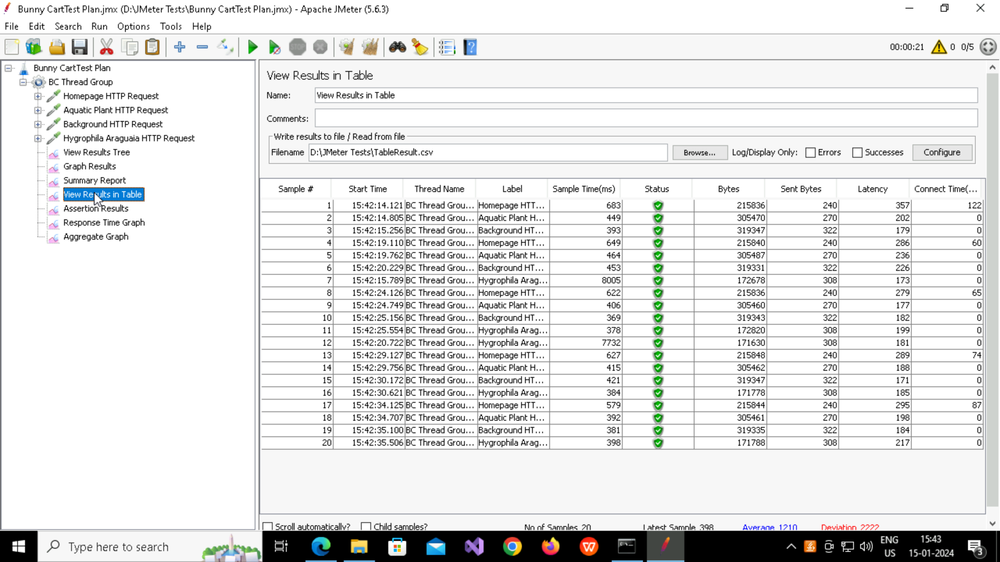 Bunny CartTest Plan.jmx (D:\JMeter Tests\Bunny CartTest Plan.jmx) - Apache JMeter (5.6.3)
File Edit Search Run Options Tools Help
STOP 00:00:21 0 0/5
Bunny CartTest Plan
BC Thread Group
Homepage HTTP Request
Aquatic Plant HTTP Request
Background HTTP Request
Hygrophila Araguaia HTTP Request
View Results Tree
Graph Results
Summary Report
View Results in Table
Assertion Results
Response Time Graph
Aggregate Graph
View Results in Table
Name: View Results in Table
Comments:
Write results to file / Read from file
Filename D:\JMeter Tests\TableResult.csv Browse... Log/Display Only: Errors Successes Configure
Sample # Start Time Thread Name Label Sample Time(ms) Status Bytes Sent Bytes Latency Connect Time(...
1 15:42:14.121 BC Thread Grou... Homepage HTT... 683 215836 240 357 122
2 15:42:14.805 BC Thread Grou... Aquatic Plant H... 449 305470 270 202 0
3 15:42:15.256 BC Thread Grou... Background HT... 393 319347 322 179 0
4 15:42:19.110 BC Thread Grou... Homepage HTT... 649 215840 240 286 60
5 15:42:19.762 BC Thread Grou... Aquatic Plant H... 464 305487 270 236 0
6 15:42:20.229 BC Thread Grou... Background HT... 453 319331 322 226 0
7 15:42:15.789 BC Thread Grou... Hygrophila Arag... 8005 172678 308 173 0
8 15:42:24.126 BC Thread Grou... Homepage HTT... 622 215836 240 279 65
9 15:42:24.749 BC Thread Grou... Aquatic Plant H... 406 305460 270 177 0
10 15:42:25.156 BC Thread Grou... Background HT... 369 319343 322 182 0
11 15:42:25.554 BC Thread Grou... Hygrophila Arag... 378 172820 308 199 0
12 15:42:20.722 BC Thread Grou... Hygrophila Arag... 7732 171630 308 181 0
13 15:42:29.127 BC Thread Grou... Homepage HTT... 627 215848 240 289 74
14 15:42:29.756 BC Thread Grou... Aquatic Plant H... 415 305462 270 188 0
15 15:42:30.172 BC Thread Grou... Background HT... 421 319347 322 171 0
16 15:42:30.621 BC Thread Grou... Hygrophila Arag... 384 171778 308 185 0
17 15:42:34.125 BC Thread Grou... Homepage HTT... 579 215844 240 295 87
18 15:42:34.707 BC Thread Grou... Aquatic Plant H... 392 305461 270 198 0
19 15:42:35.100 BC Thread Grou... Background HT... 381 319335 322 184 0
20 15:42:35.506 BC Thread Grou... Hygrophila Arag... 398 171788 308 217 0
Scroll automatically? Child samples? No of Samples 20 Latest Sample 398 Average 1210 Deviation 2222
Type here to search
ENG
US
15:43
15-01-2024
3